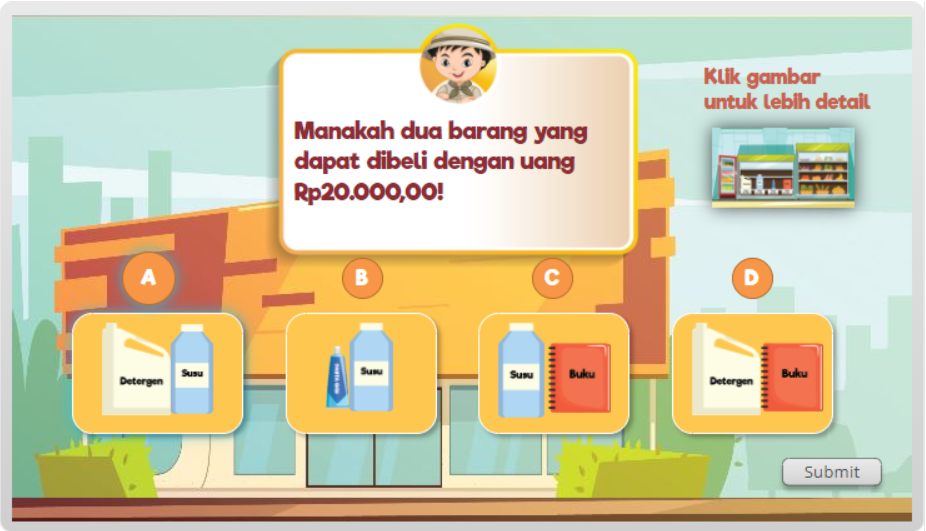 Manakah dua barang yang
dapat dibeli dengan uang
Rp20.000,00!
Klik gambar
untuk lebih detail
A
B
C
D
Detergen
Susu
Susu
Susu
Buku
Detergen
Buku
Submit